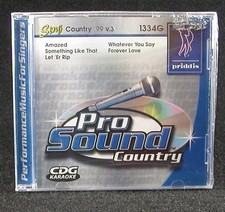 Sing Country '99 v.3 1334G
Amazed
Something Like That
Let 'Er Rip
Whatever You Say
Forever Love
priddis
PerformanceMusicForSingers
Pro
Sound
Country
CDG
KARAOKE